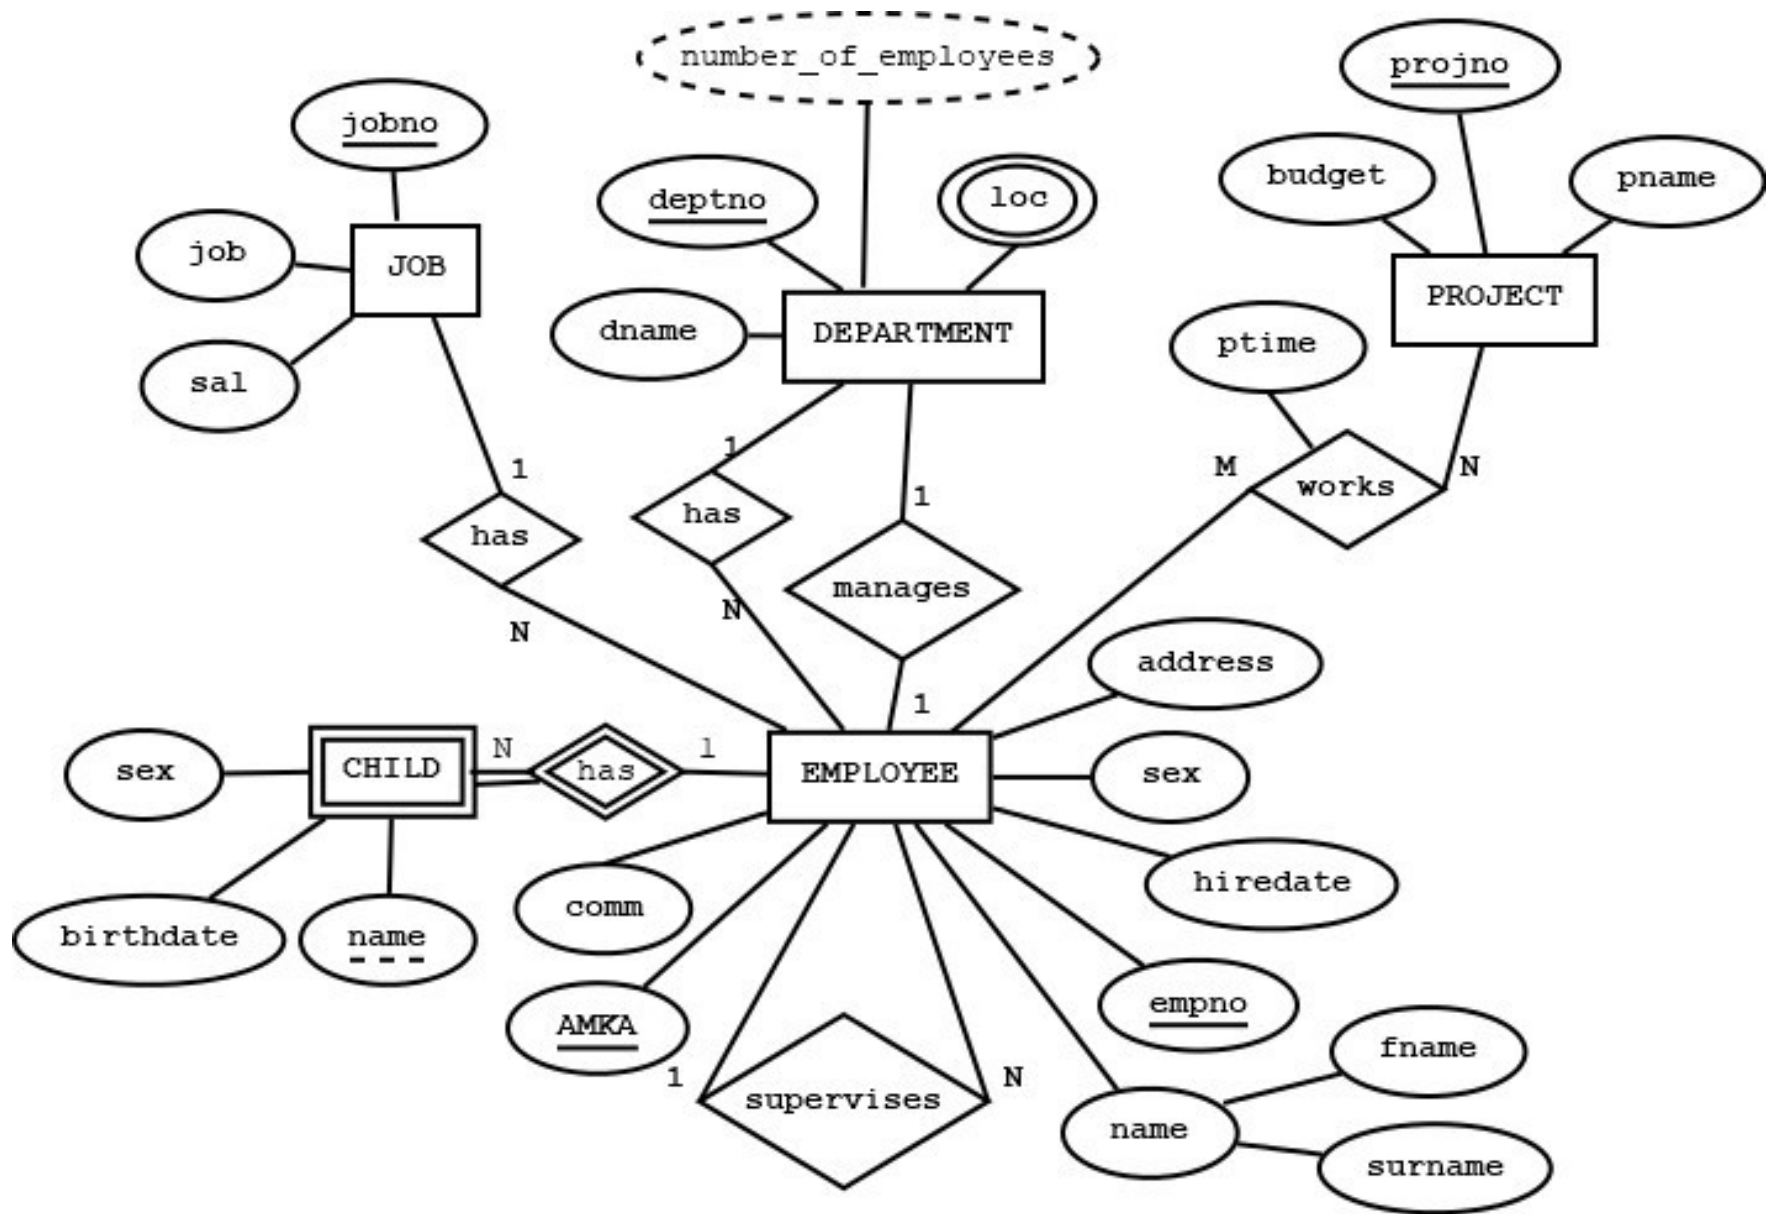 number_of_employees
projno
jobno
budget
pname
deptno
loc
job
JOB
PROJECT
dname
DEPARTMENT
ptime
sal
1
1
M
N
works
1
has
has
manages
N
N
address
1
sex
CHILD
N
has
1
EMPLOYEE
sex
hiredate
comm
birthdate
name
empno
AMKA
fname
1
N
supervises
name
surname